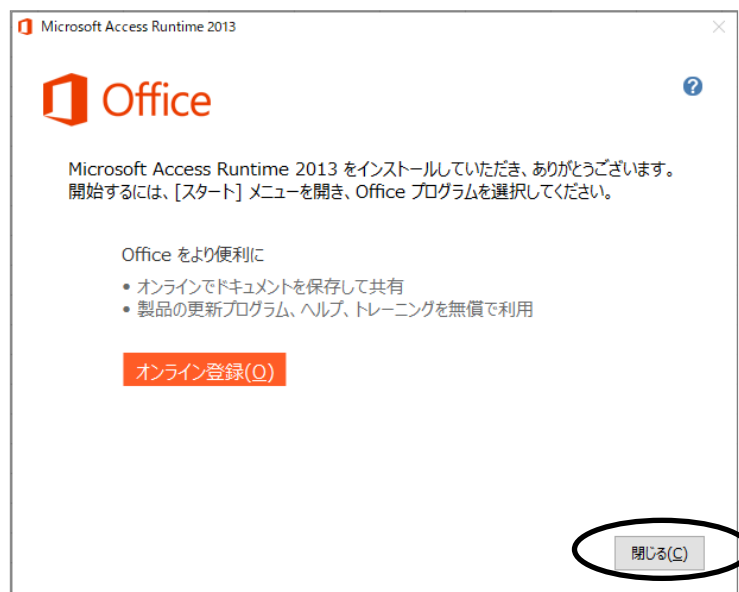 Microsoft Access Runtime 2013
Office
Microsoft Access Runtime 2013 をインストールしていただき、ありがとうございます。
開始するには、[スタート] メニューを開き、Office プログラムを選択してください。
Office をより便利に
• オンラインでドキュメントを保存して共有
• 製品の更新プログラム、ヘルプ、トレーニングを無償で利用
オンライン登録(O)
閉じる(C)